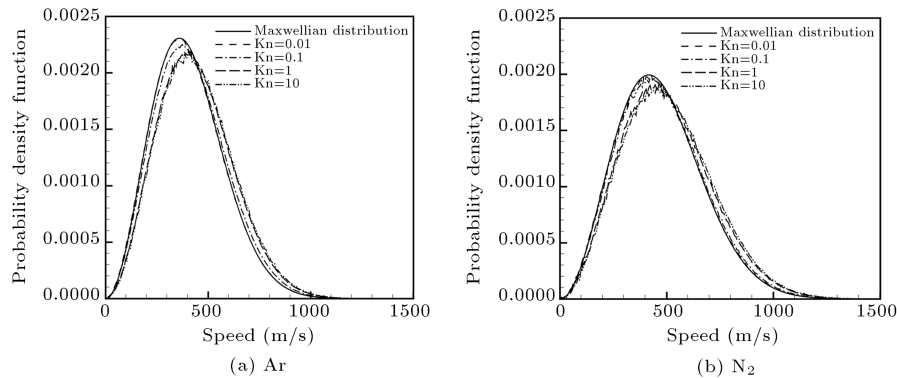 Probability density function
0.0025
0.0020
0.0015
0.0010
0.0005
0.0000
0
500
1000
1500
Speed (m/s)
Maxwellian distribution
Kn=0.01
Kn=0.1
Kn=1
Kn=10
(a) Ar
Probability density function
0.0025
0.0020
0.0015
0.0010
0.0005
0.0000
0
500
1000
1500
Speed (m/s)
Maxwellian distribution
Kn=0.01
Kn=0.1
Kn=1
Kn=10
(b) N₂